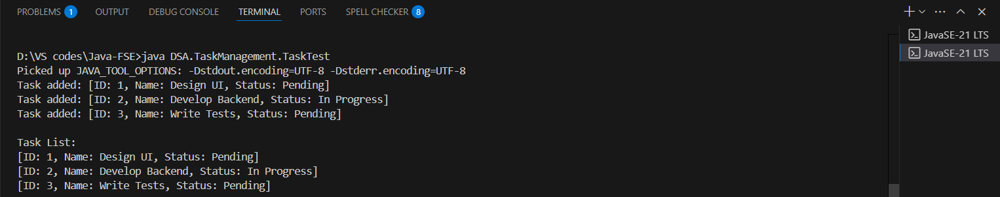 PROBLEMS 1 OUTPUT DEBUG CONSOLE TERMINAL PORTS SPELL CHECKER 8
JavaSE-21 LTS
JavaSE-21 LTS
D:\VS codes\Java-FSE>java DSA.TaskManagement.TaskTest
Picked up JAVA_TOOL_OPTIONS: -Dstdout.encoding=UTF-8 -Dstderr.encoding=UTF-8
Task added: [ID: 1, Name: Design UI, Status: Pending]
Task added: [ID: 2, Name: Develop Backend, Status: In Progress]
Task added: [ID: 3, Name: Write Tests, Status: Pending]
Task List:
[ID: 1, Name: Design UI, Status: Pending]
[ID: 2, Name: Develop Backend, Status: In Progress]
[ID: 3, Name: Write Tests, Status: Pending]